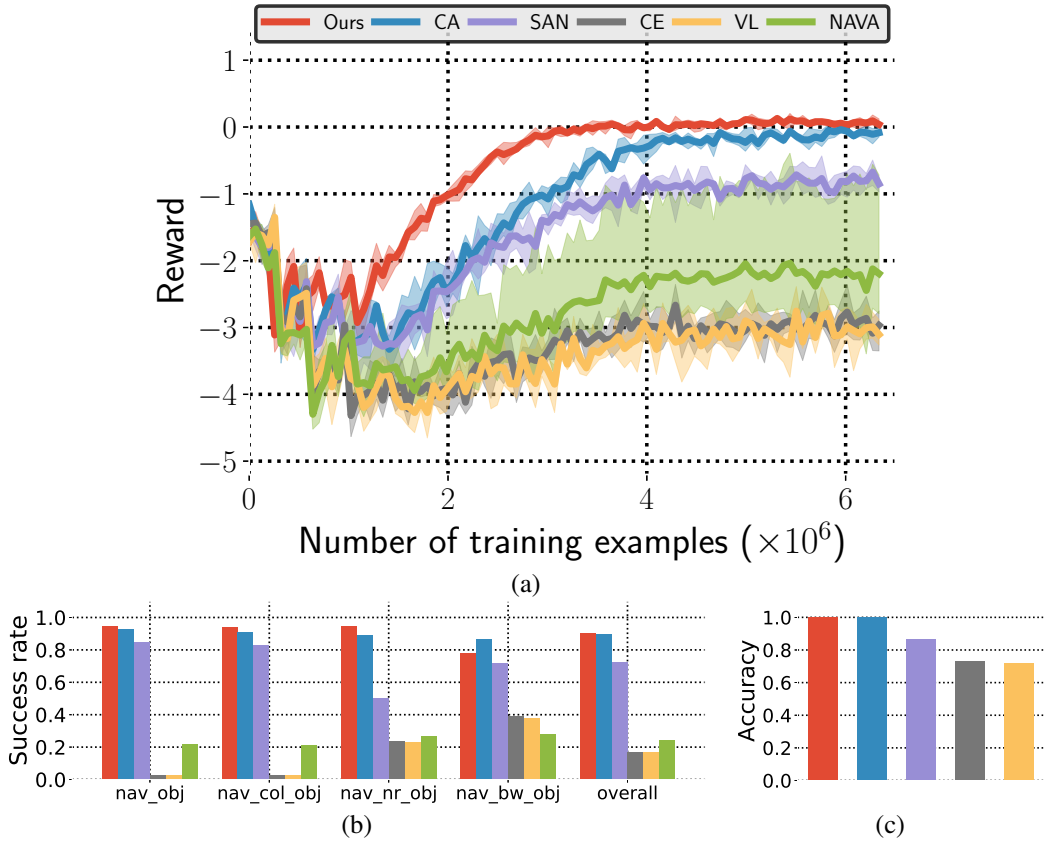 Ours CA SAN CE VL NAVA
1
0
−1
−2
−3
−4
−5
Reward
0 2 4 6
Number of training examples (×10⁶)
(a)
Success rate
1.0
0.8
0.6
0.4
0.2
0.0
nav_obj nav_col_obj nav_nr_obj nav_bw_obj overall
(b)
Accuracy
1.0
0.8
0.6
0.4
0.2
0.0
(c)